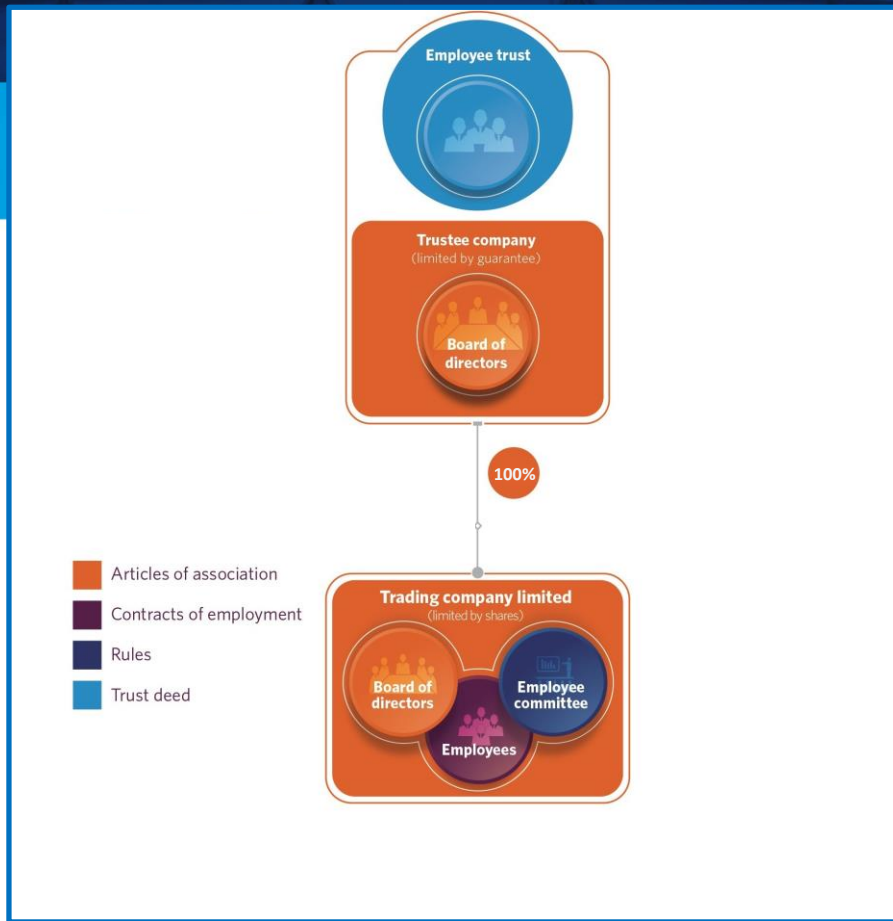 Employee trust
Trustee company
(limited by guarantee)
Board of
directors
100%
Articles of association
Contracts of employment
Rules
Trust deed
Trading company limited
(limited by shares)
Board of
directors
Employee
committee
Employees